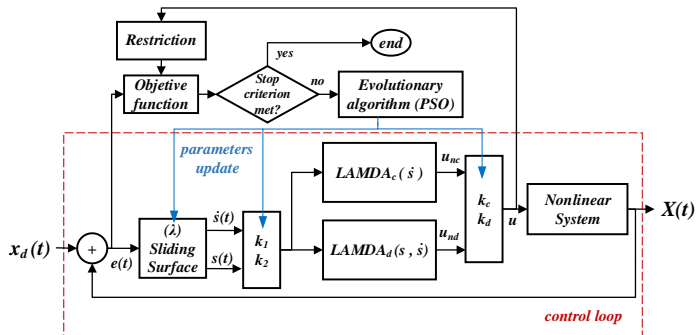 Restriction
yes
end
Objetive
function
Stop
criterion
met?
no
Evolutionary
algorithm (PSO)
parameters
update
LAMDAc ( ṡ )
unc
(λ)
Sliding
Surface
ṡ(t)
s(t)
k1
k2
LAMDAd (s , ṡ)
und
kc
kd
u
Nonlinear
System
X(t)
xd (t)
+
e(t)
control loop